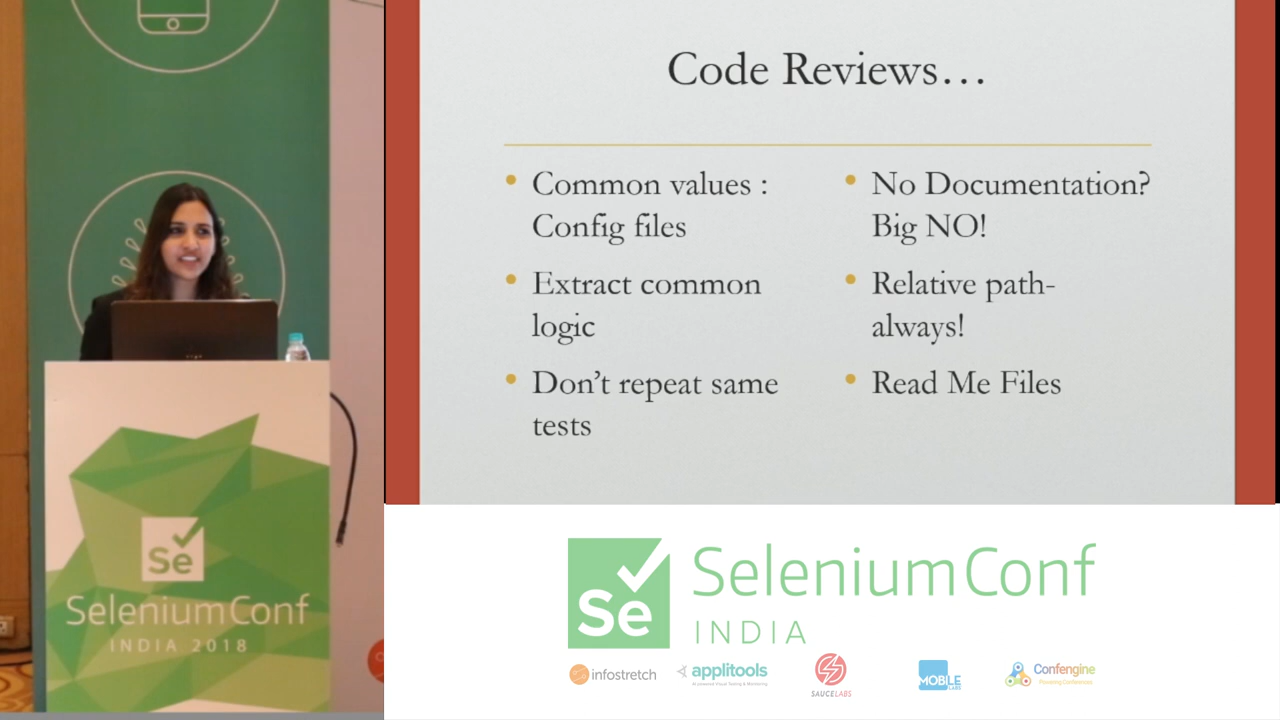 Code Reviews…
Common values :
Config files
Extract common
logic
Don’t repeat same
tests
No Documentation?
Big NO!
Relative path-
always!
Read Me Files
Se
SeleniumConf
INDIA 2018
Se
SeleniumConf
INDIA
infostretch
applitools
SAUCELABS
MOBILE
LABS
Confengine